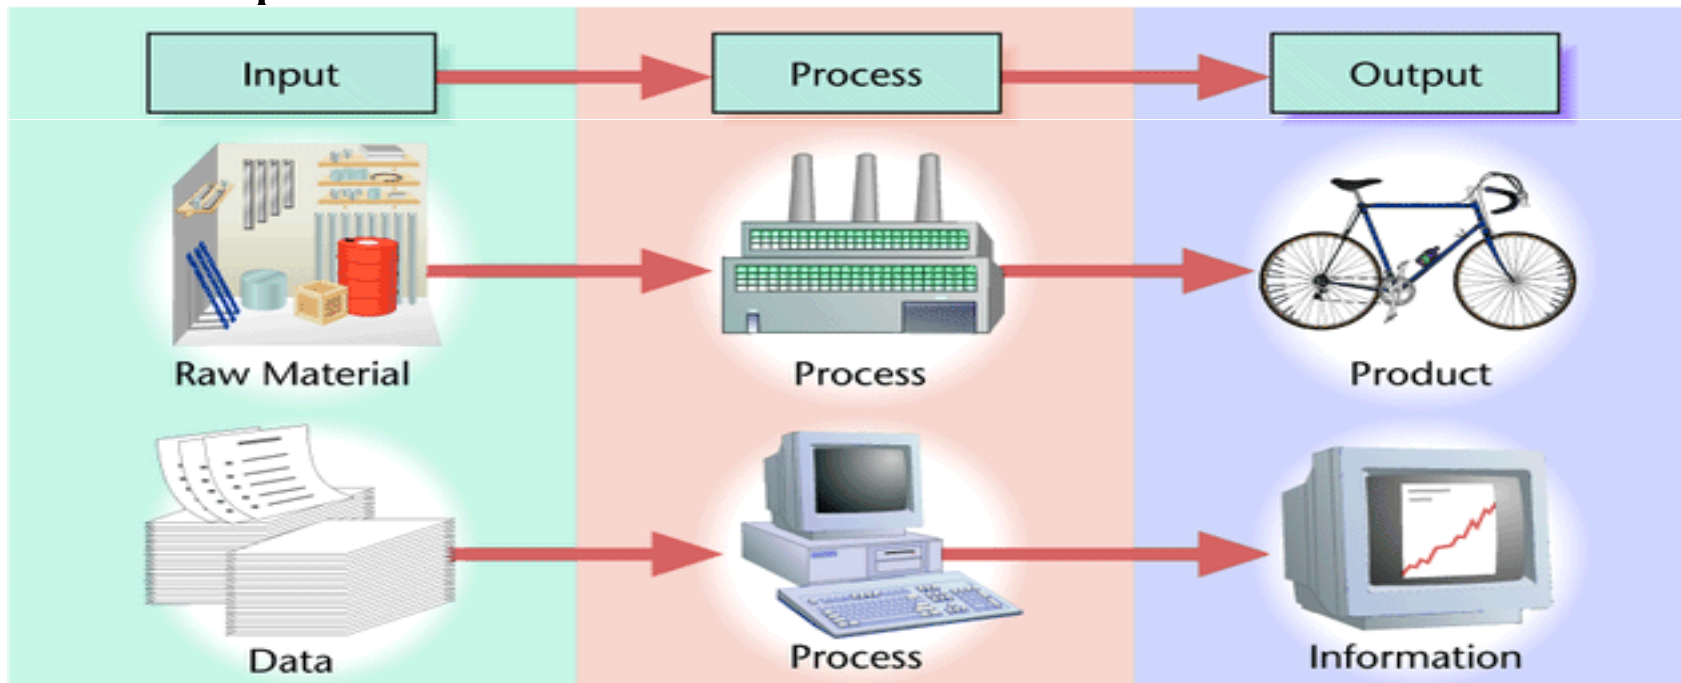 Input Process Output
Raw Material Process Product
Data Process Information